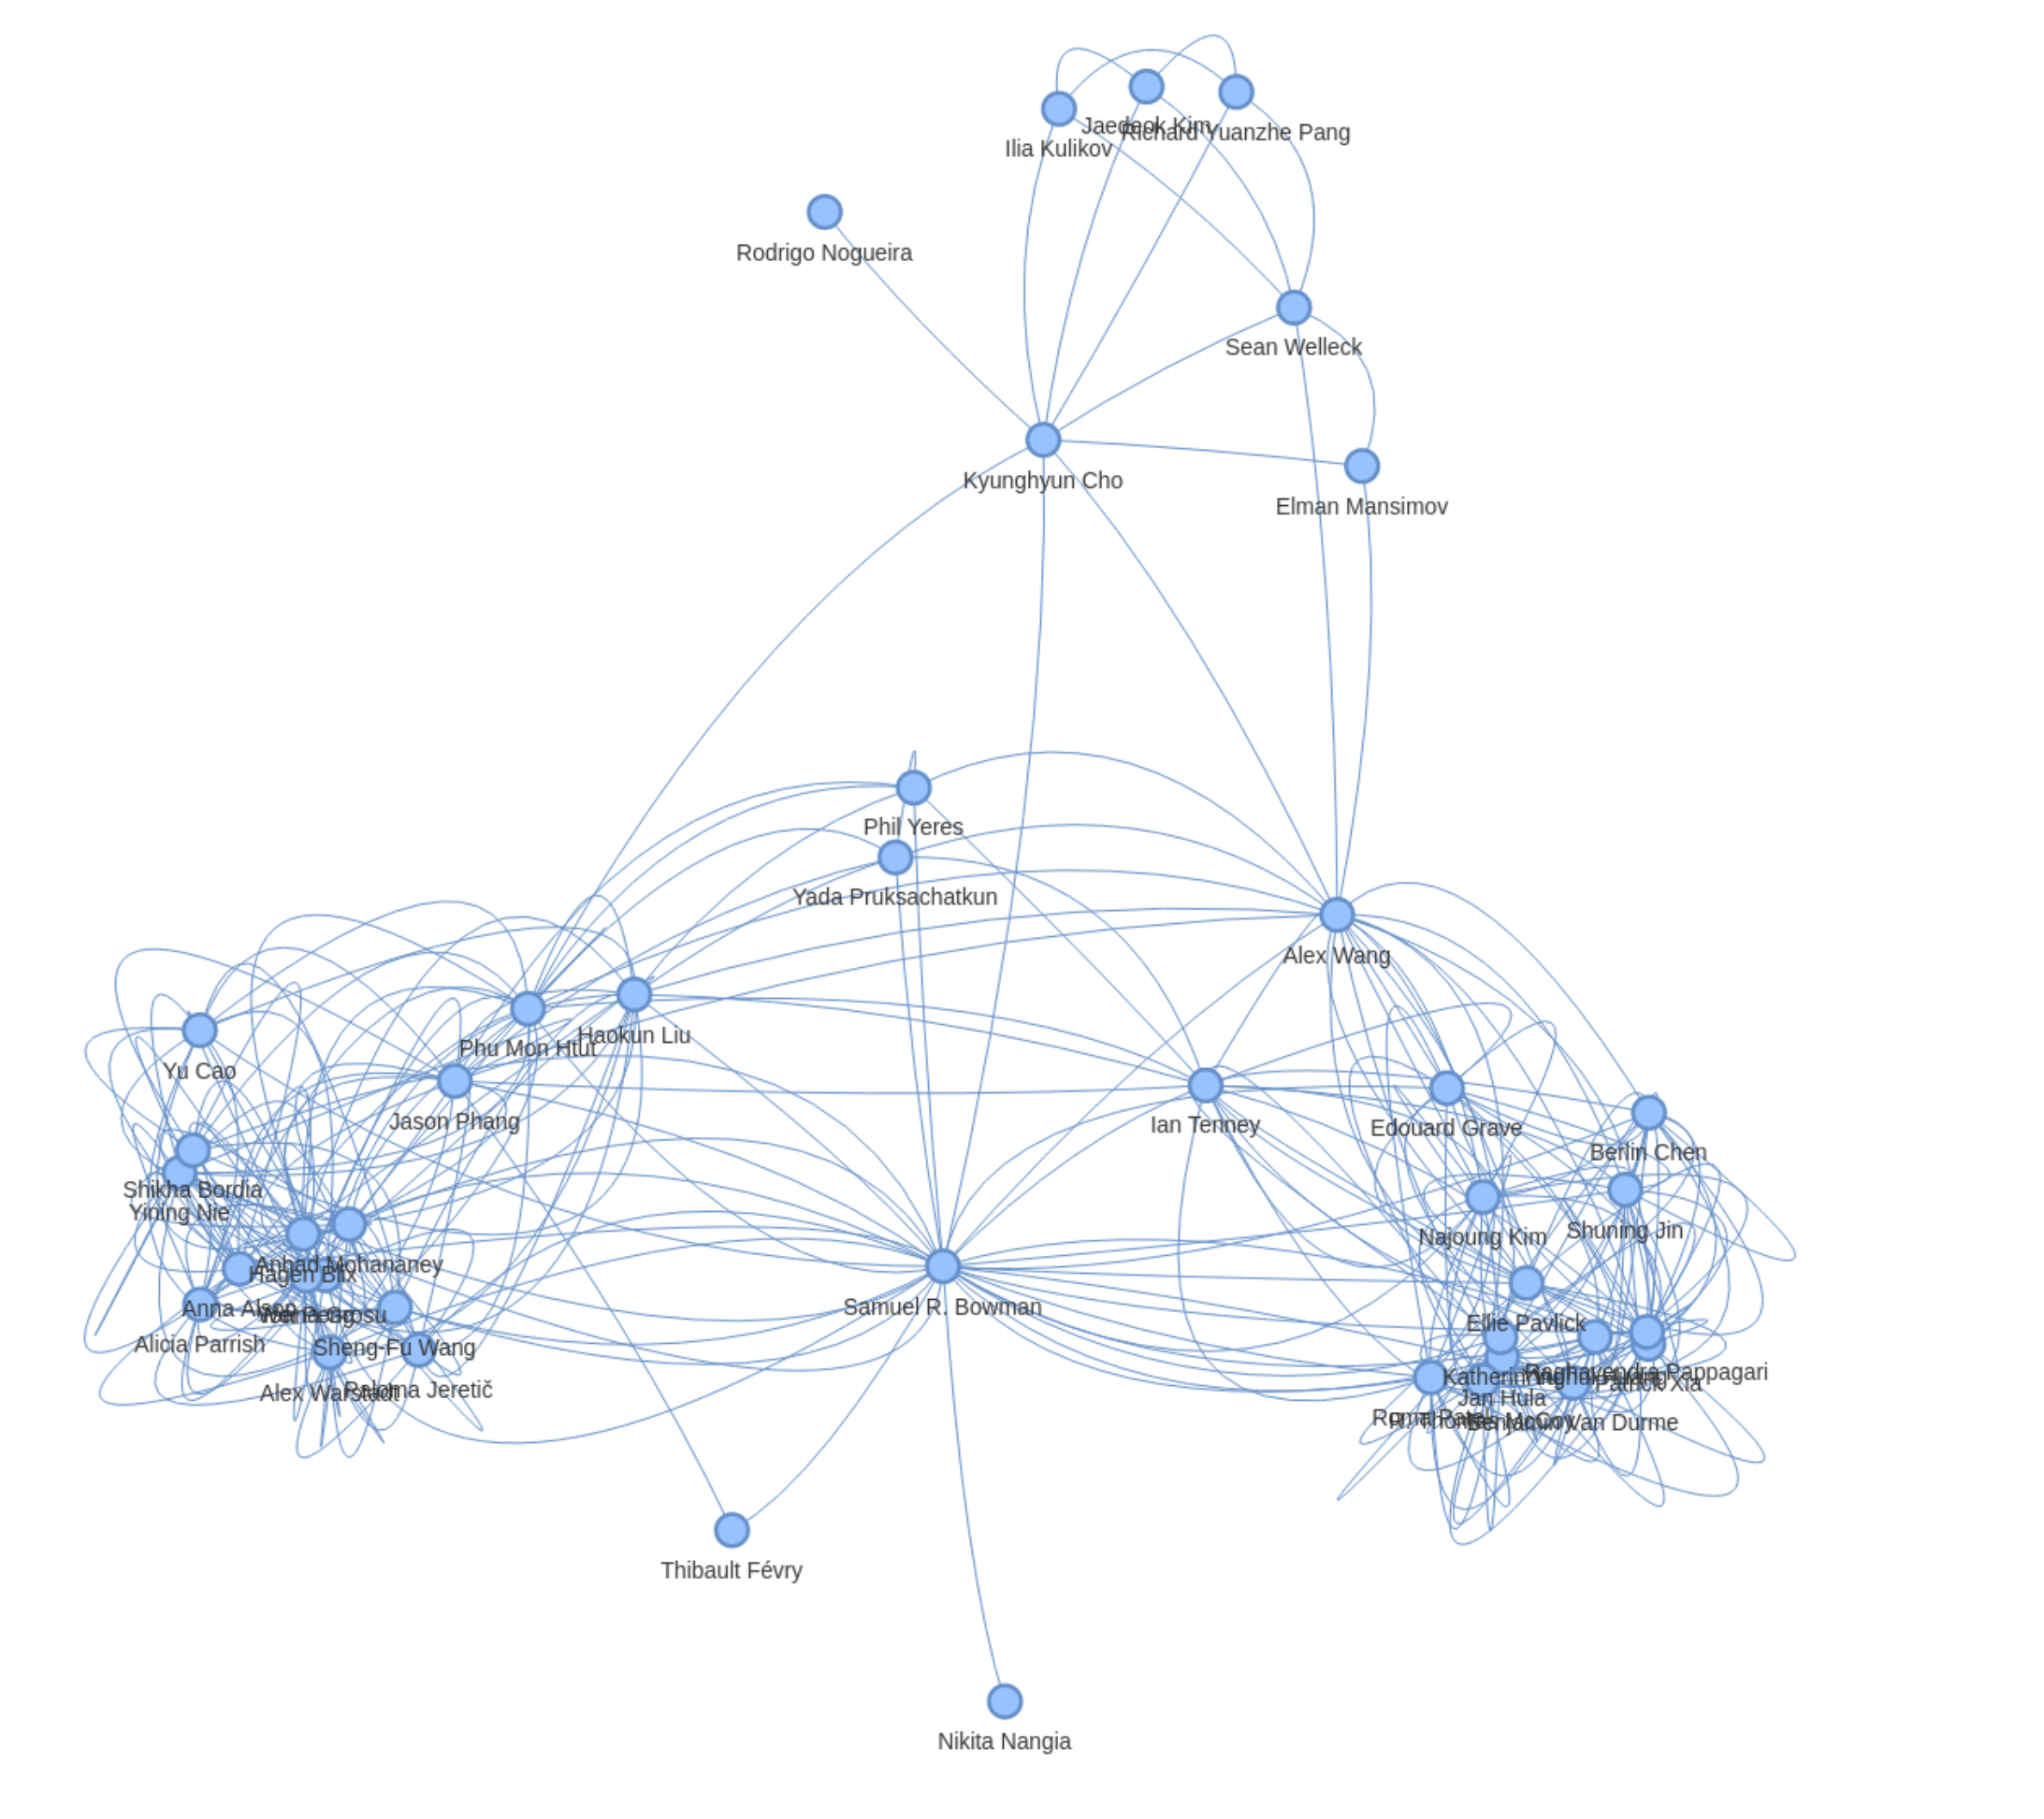 Jaedeok Kim
Richard Yuanzhe Pang
Ilia Kulikov
Rodrigo Nogueira
Sean Welleck
Kyunghyun Cho
Elman Mansimov
Phil Yeres
Yada Pruksachatkun
Alex Wang
Haokun Liu
Phu Mon Htut
Yu Cao
Jason Phang
Ian Tenney
Edouard Grave
Berlin Chen
Shikha Bordia
Yining Nie
Najoung Kim
Shuning Jin
Anhad Mohananey
Hagen Blix
Samuel R. Bowman
Anna Alsop
Ellie Pavlick
Alicia Parrish
Sheng-Fu Wang
Raghavendra Pappagari
Patrick Xia
Alex Warstadt
Paloma Jeretič
Jan Hula
Roma Patel
R. Thomas McCoy
Benjamin Van Durme
Thibault Févry
Nikita Nangia